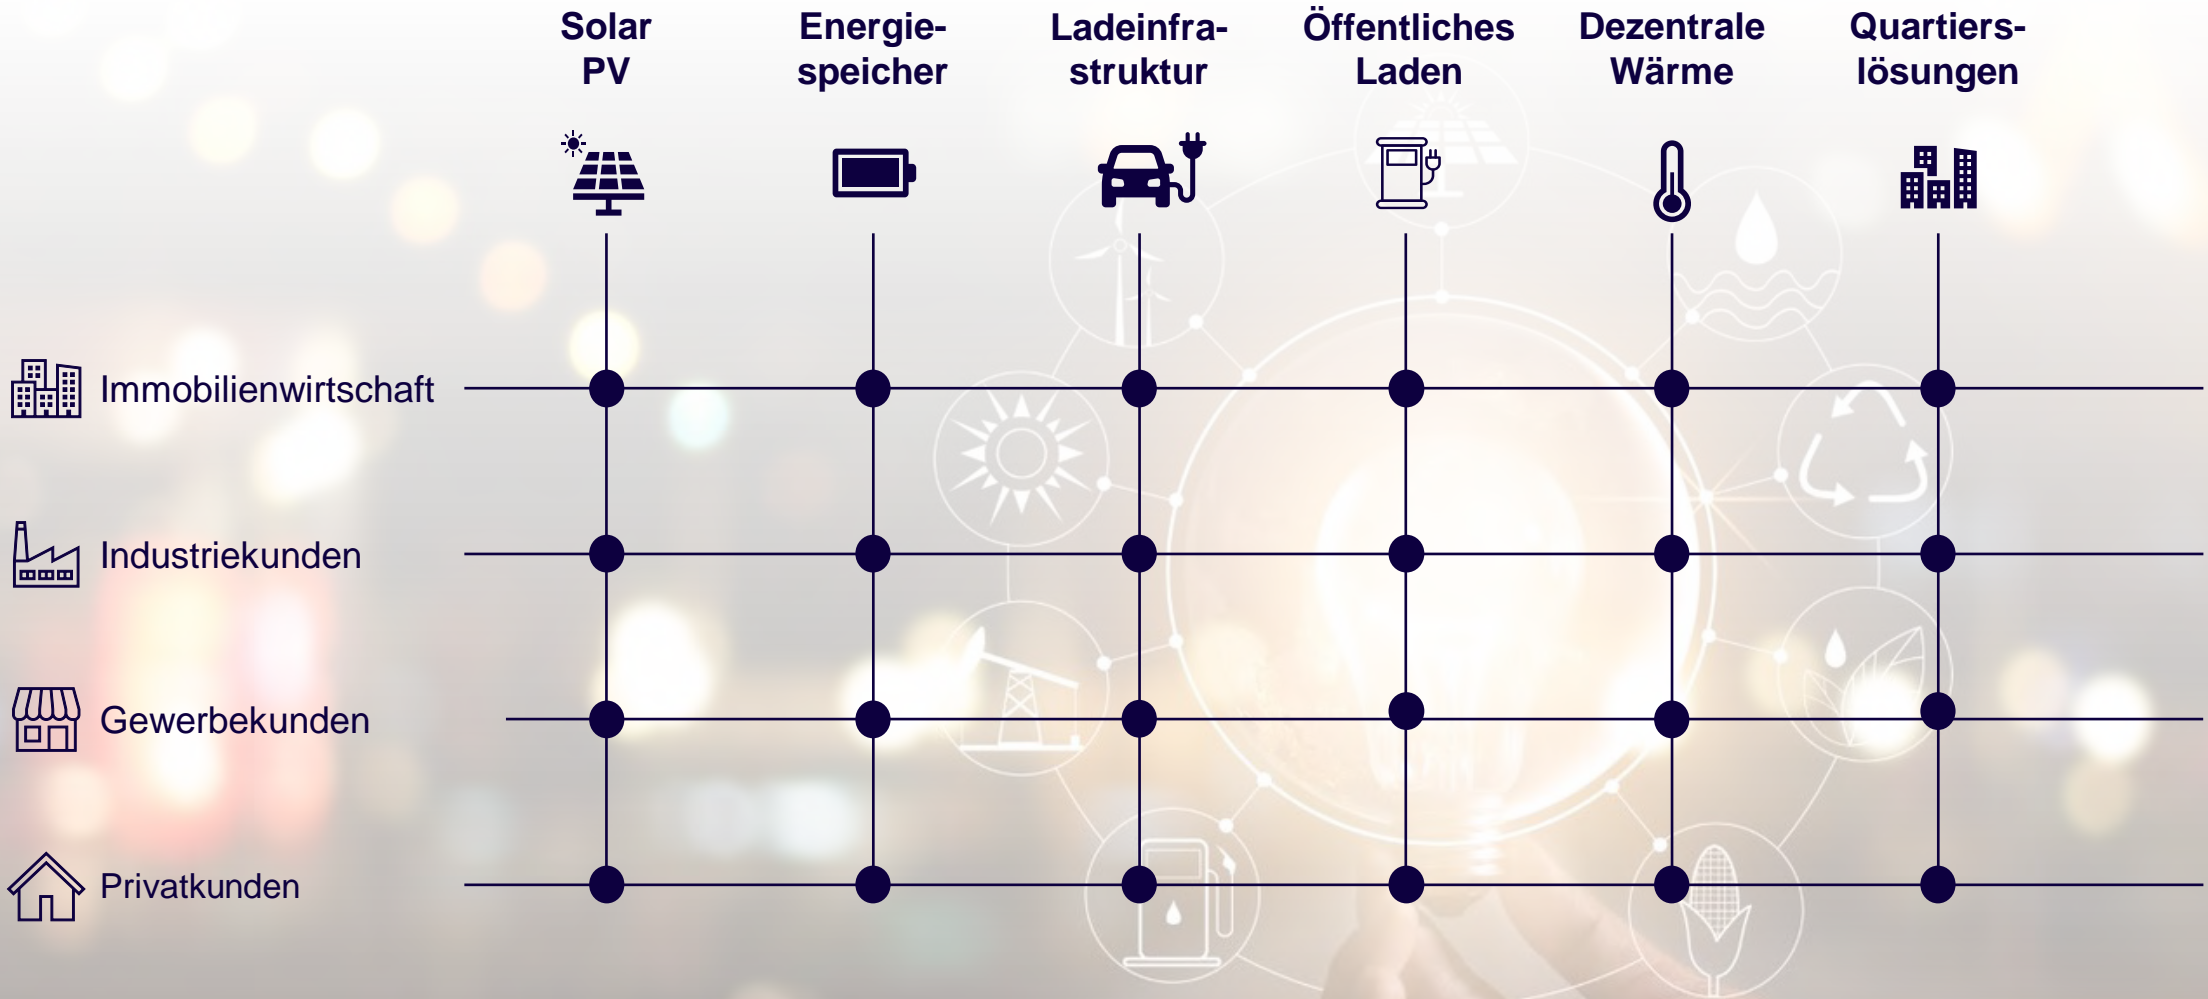 Solar
PV
Energie-
speicher
Ladeinfra-
struktur
Öffentliches
Laden
Dezentrale
Wärme
Quartiers-
lösungen
Immobilienwirtschaft
Industriekunden
Gewerbekunden
Privatkunden